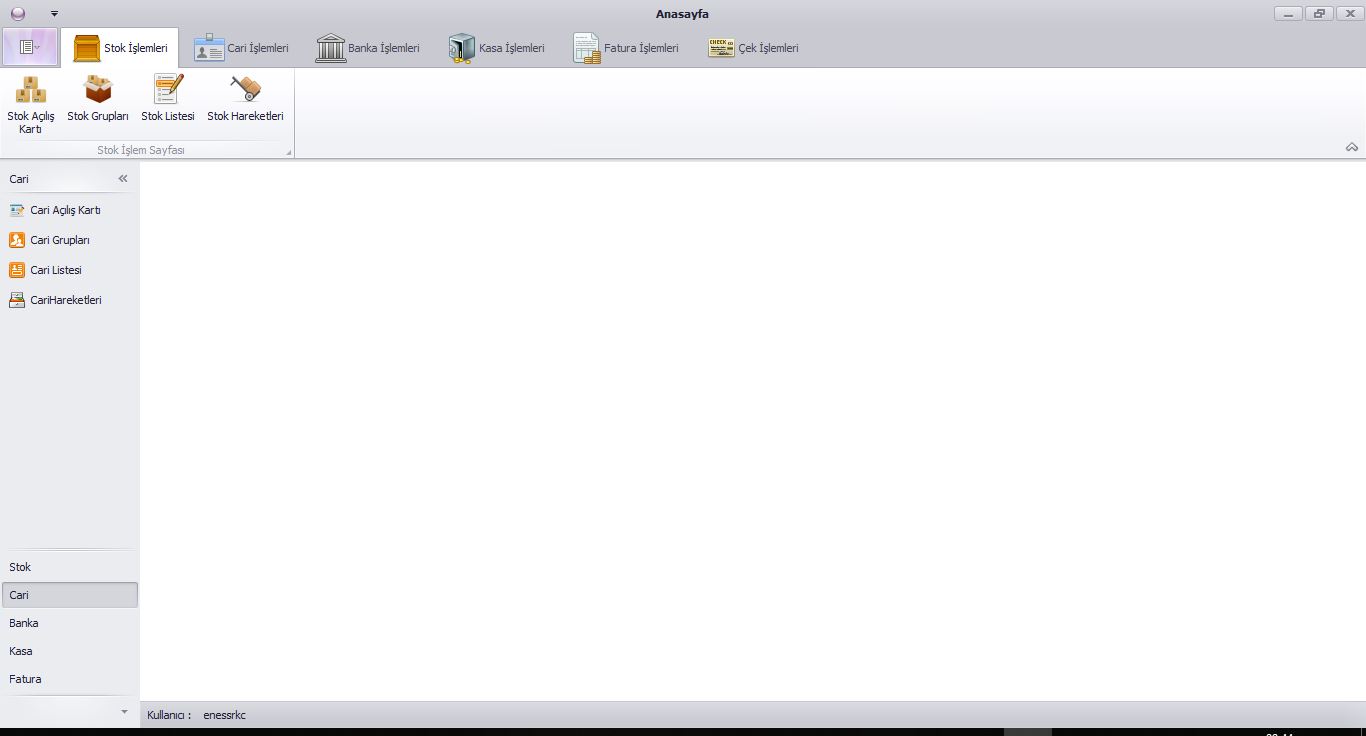 Anasayfa
Stok İşlemleri
Cari İşlemleri
Banka İşlemleri
Kasa İşlemleri
Fatura İşlemleri
CHECK
Çek İşlemleri
Stok Açılış
Kartı
Stok Grupları
Stok Listesi
Stok Hareketleri
Stok İşlem Sayfası
Cari
Cari Açılış Kartı
Cari Grupları
Cari Listesi
CariHareketleri
Stok
Cari
Banka
Kasa
Fatura
Kullanıcı : enessrkc